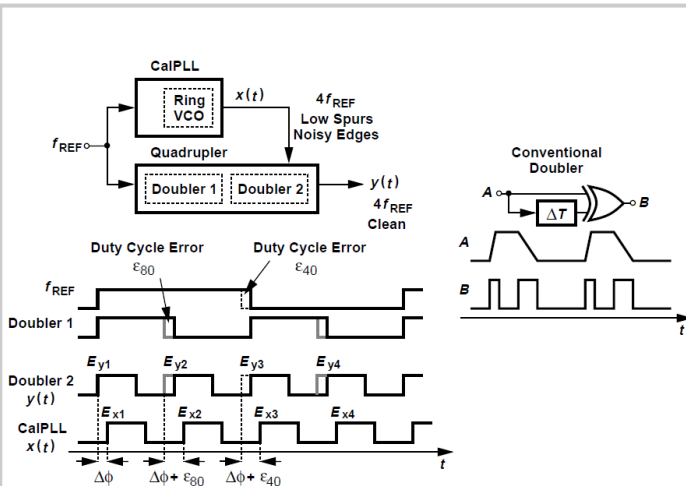 CalPLL
Ring
VCO
x(t)
4fREF
Low Spurs
Noisy Edges
fREF
Quadrupler
Doubler 1
Doubler 2
y(t)
4fREF
Clean
Conventional
Doubler
A
ΔT
B
A
B
t
Duty Cycle Error
ε80
Duty Cycle Error
ε40
fREF
Doubler 1
Ey1
Ey2
Ey3
Ey4
Doubler 2
y(t)
Ex1
Ex2
Ex3
Ex4
CalPLL
x(t)
t
Δϕ
Δϕ + ε80
Δϕ + ε40